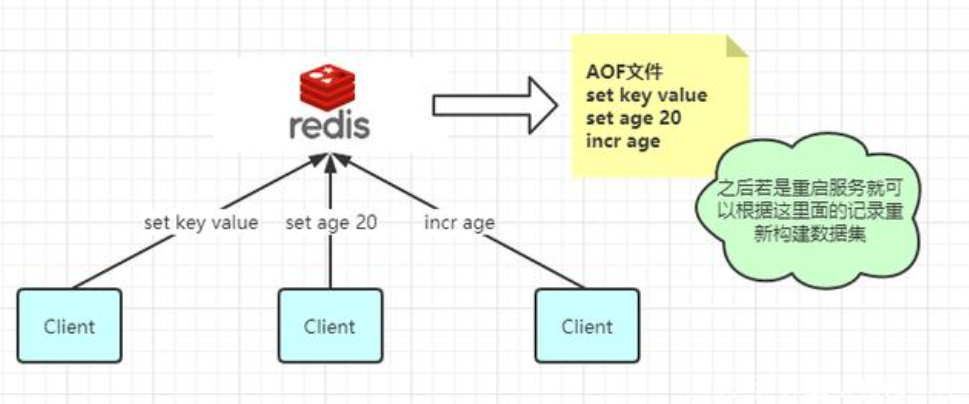 redis
AOF文件
set key value
set age 20
incr age
之后若是重启服务就可
以根据这里面的记录重
新构建数据集
set key value
set age 20
incr age
Client
Client
Client